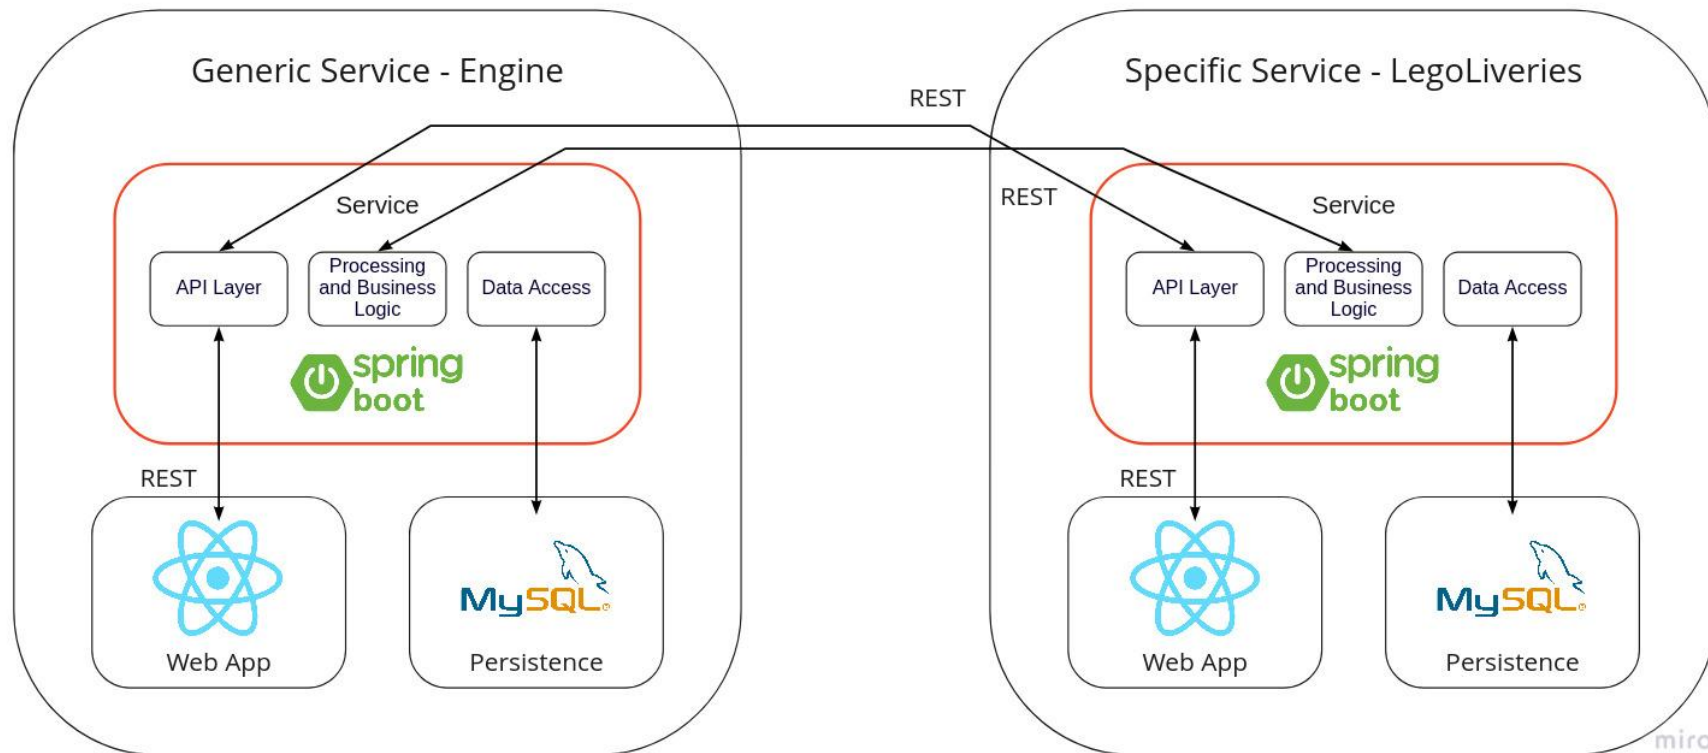 Generic Service - Engine
Specific Service - LegoLiveries
REST
REST
Service
API Layer
Processing
and Business
Logic
Data Access
spring
boot
REST
Web App
MySQL
Persistence
Service
API Layer
Processing
and Business
Logic
Data Access
spring
boot
REST
Web App
MySQL
Persistence
miro